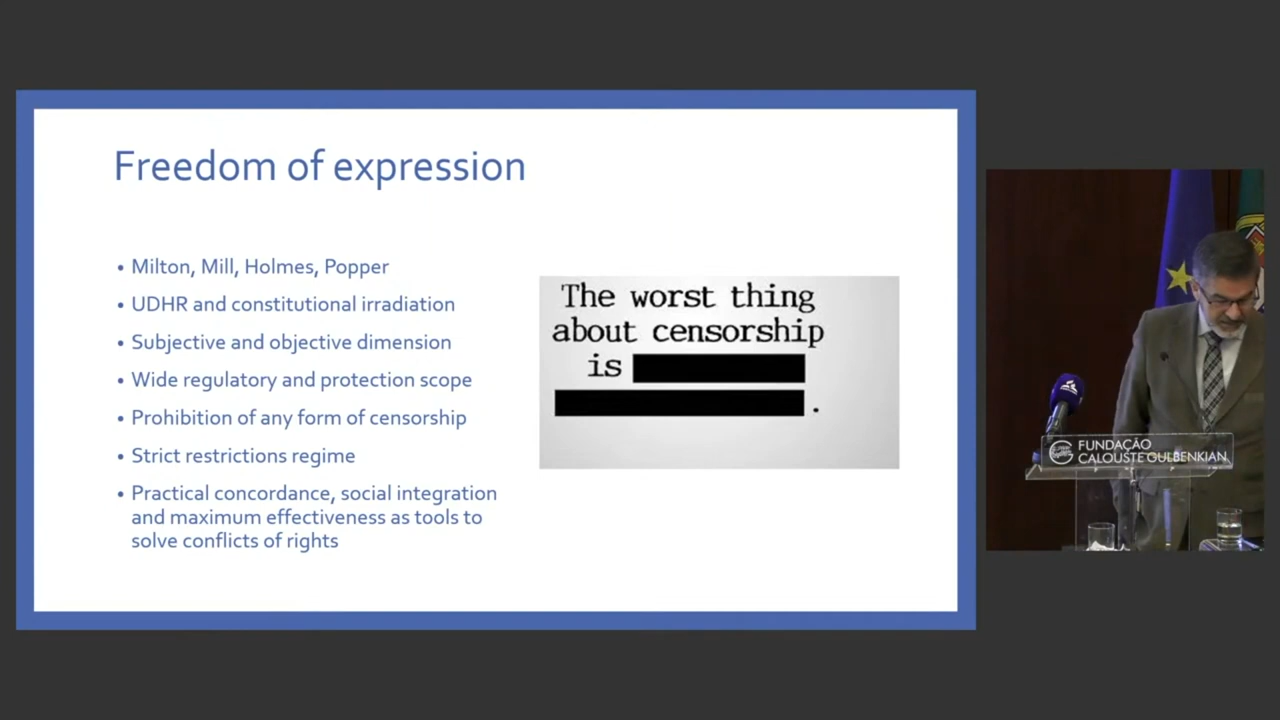 Freedom of expression
• Milton, Mill, Holmes, Popper
• UDHR and constitutional irradiation
• Subjective and objective dimension
• Wide regulatory and protection scope
• Prohibition of any form of censorship
• Strict restrictions regime
• Practical concordance, social integration
and maximum effectiveness as tools to
solve conflicts of rights
The worst thing
about censorship
is
.
FUNDAÇÃO
CALOUSTE GULBENKIAN